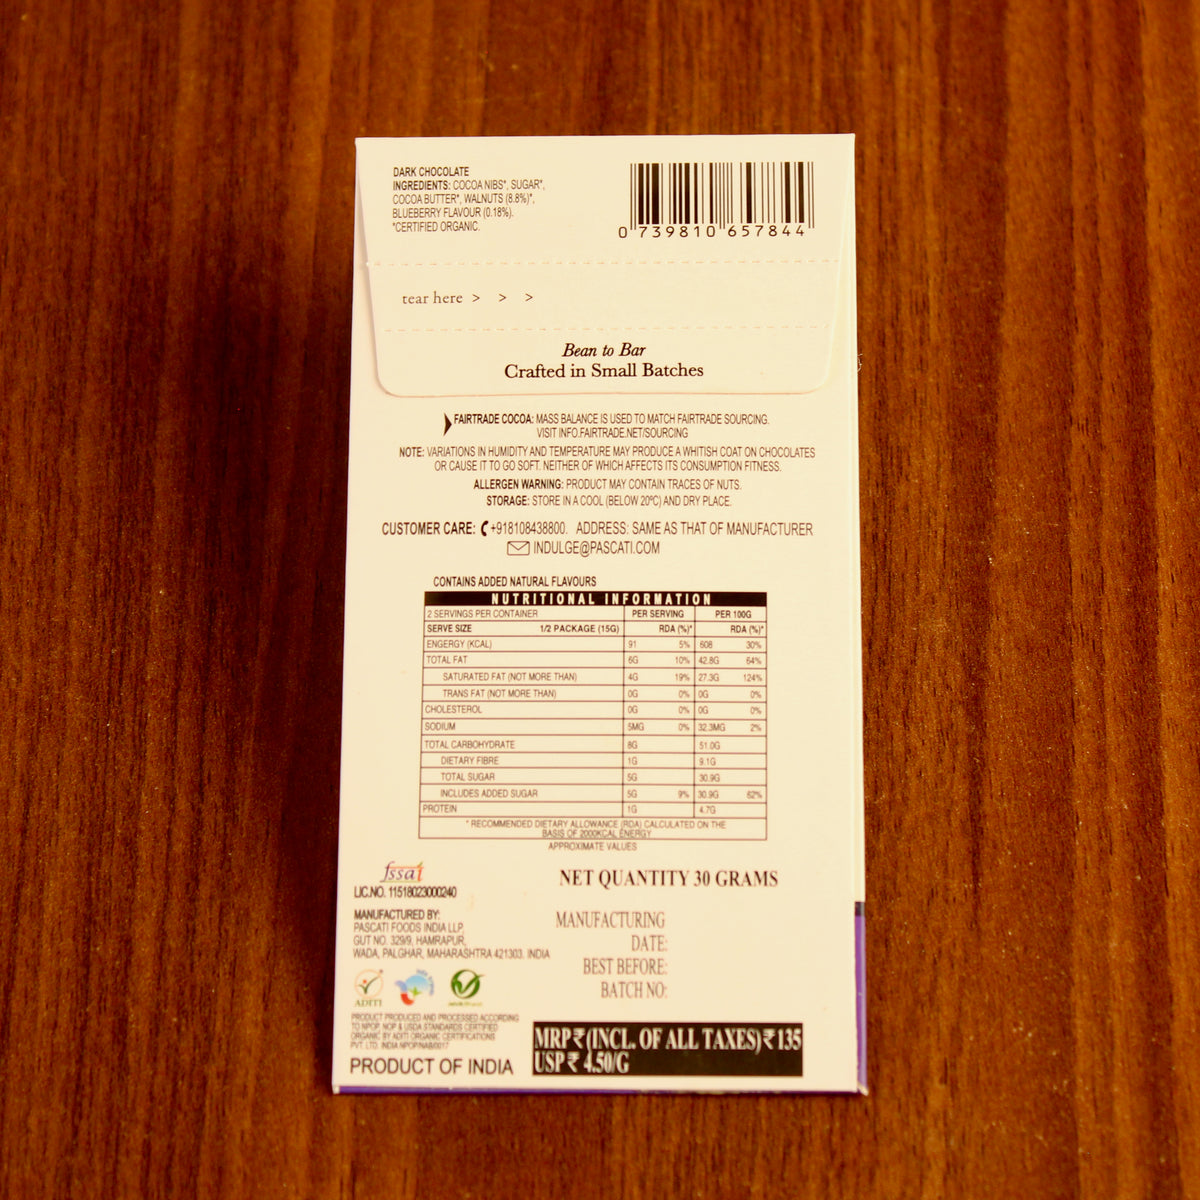 DARK CHOCOLATE
INGREDIENTS: COCOA NIBS*, SUGAR*,
COCOA BUTTER*, WALNUTS (8.8%)*,
BLUEBERRY FLAVOUR (0.18%).
*CERTIFIED ORGANIC.
0 739810 657844
tear here > > >
Bean to Bar
Crafted in Small Batches
FAIRTRADE COCOA: MASS BALANCE IS USED TO MATCH FAIRTRADE SOURCING.
VISIT INFO.FAIRTRADE.NET/SOURCING
NOTE: VARIATIONS IN HUMIDITY AND TEMPERATURE MAY PRODUCE A WHITISH COAT ON CHOCOLATES
OR CAUSE IT TO GO SOFT. NEITHER OF WHICH AFFECTS ITS CONSUMPTION FITNESS.
ALLERGEN WARNING: PRODUCT MAY CONTAIN TRACES OF NUTS.
STORAGE: STORE IN A COOL (BELOW 20ºC) AND DRY PLACE.
CUSTOMER CARE: +918108438800. ADDRESS: SAME AS THAT OF MANUFACTURER
INDULGE@PASCATI.COM
CONTAINS ADDED NATURAL FLAVOURS
NUTRITIONAL INFORMATION
2 SERVINGS PER CONTAINER PER SERVING PER 100G
SERVE SIZE 1/2 PACKAGE (15G) RDA (%)* RDA (%)*
ENGERGY (KCAL) 91 5% 608 30%
TOTAL FAT 6G 10% 42.8G 64%
SATURATED FAT (NOT MORE THAN) 4G 19% 27.3G 124%
TRANS FAT (NOT MORE THAN) 0G 0% 0G 0%
CHOLESTEROL 0G 0% 0G 0%
SODIUM 5MG 0% 32.3MG 2%
TOTAL CARBOHYDRATE 8G 51.0G
DIETARY FIBRE 1G 9.1G
TOTAL SUGAR 5G 30.9G
INCLUDES ADDED SUGAR 5G 9% 30.9G 62%
PROTEIN 1G 4.7G
* RECOMMENDED DIETARY ALLOWANCE (RDA) CALCULATED ON THE
BASIS OF 2000KCAL ENERGY
APPROXIMATE VALUES
fssai
LIC.NO. 11518023000240
NET QUANTITY 30 GRAMS
MANUFACTURED BY:
PASCATI FOODS INDIA LLP,
GUT NO. 329/9, HAMRAPUR,
WADA, PALGHAR, MAHARASHTRA 421303. INDIA
MANUFACTURING
DATE:
BEST BEFORE:
BATCH NO:
ADITI
PRODUCT PRODUCED AND PROCESSED ACCORDING
TO NPOP, NOP & USDA STANDARDS CERTIFIED
ORGANIC BY ADITI ORGANIC CERTIFICATIONS
PVT. LTD. INDIA NPOP/NAB/0017
PRODUCT OF INDIA
MRP₹(INCL. OF ALL TAXES)₹135
USP₹ 4.50/G